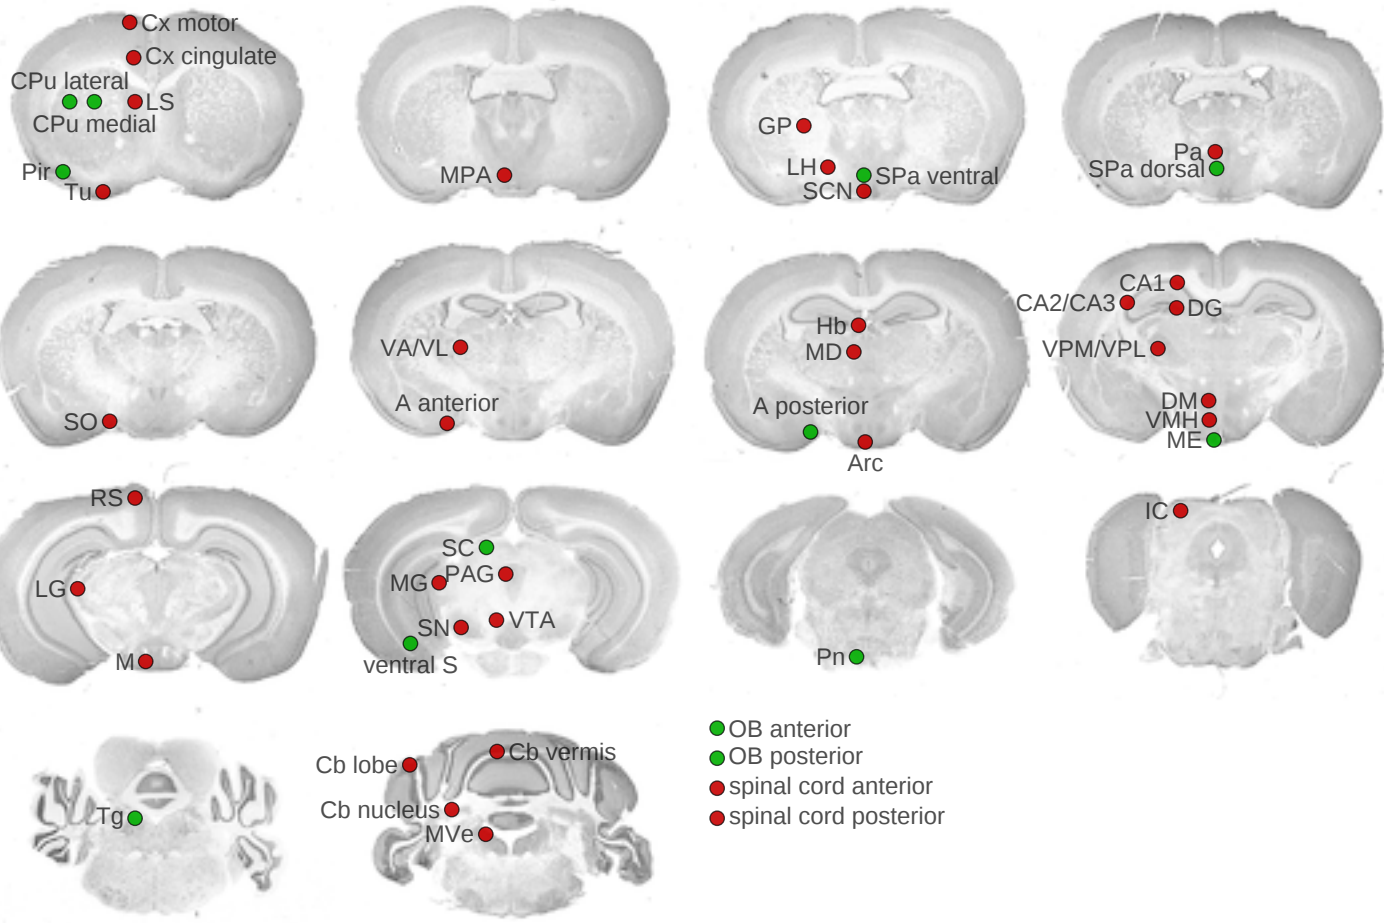 Cx motor
Cx cingulate
CPu lateral
LS
CPu medial
Pir
Tu
MPA
GP
LH
SPa ventral
SCN
Pa
SPa dorsal
SO
VA/VL
A anterior
Hb
MD
A posterior
Arc
CA1
CA2/CA3
DG
VPM/VPL
DM
VMH
ME
RS
LG
M
SC
MG
PAG
SN
VTA
ventral S
Pn
IC
Tg
Cb lobe
Cb vermis
Cb nucleus
MVe
OB anterior
OB posterior
spinal cord anterior
spinal cord posterior